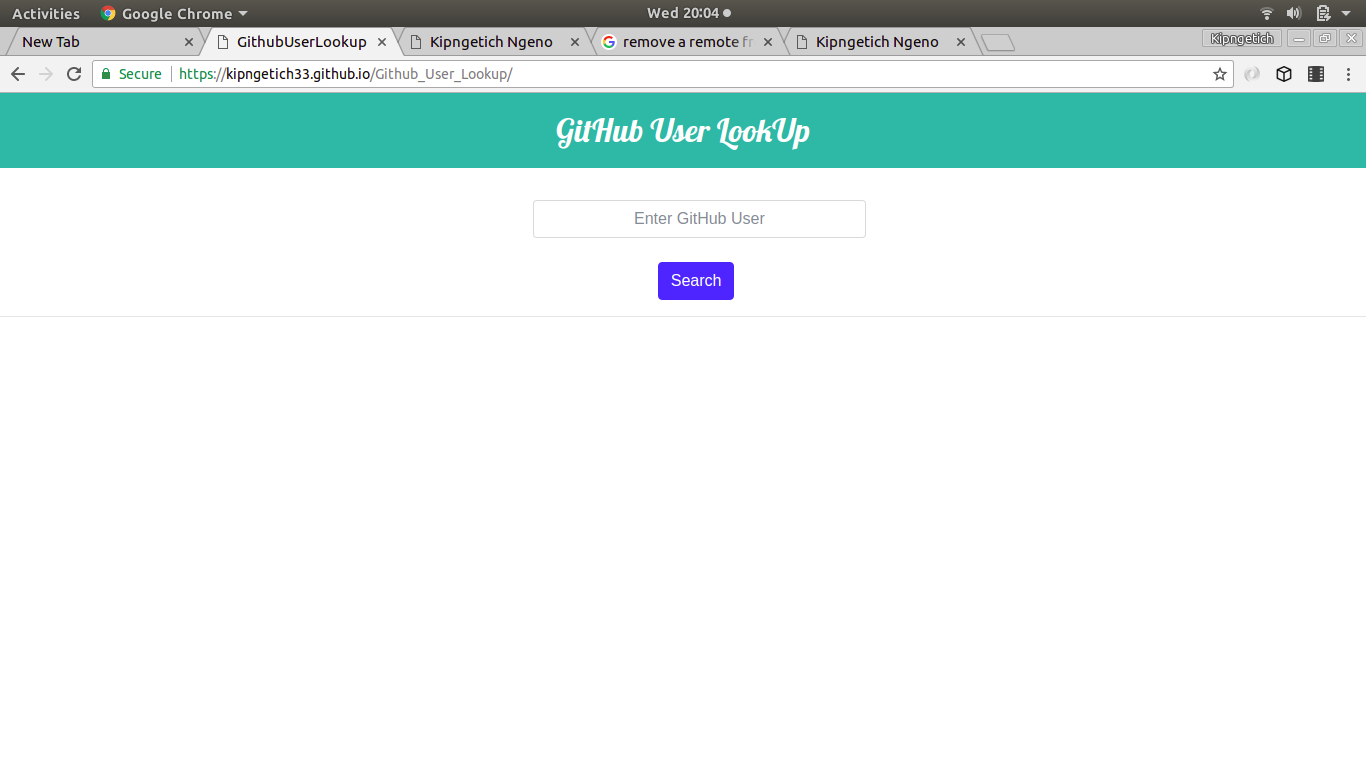 Activities Google Chrome Wed 20:04
New Tab GithubUserLookup Kipngetich Ngeno remove a remote fr Kipngetich Ngeno Kipngetich
Secure https://kipngetich33.github.io/Github_User_Lookup/
GitHub User LookUp
Enter GitHub User
Search